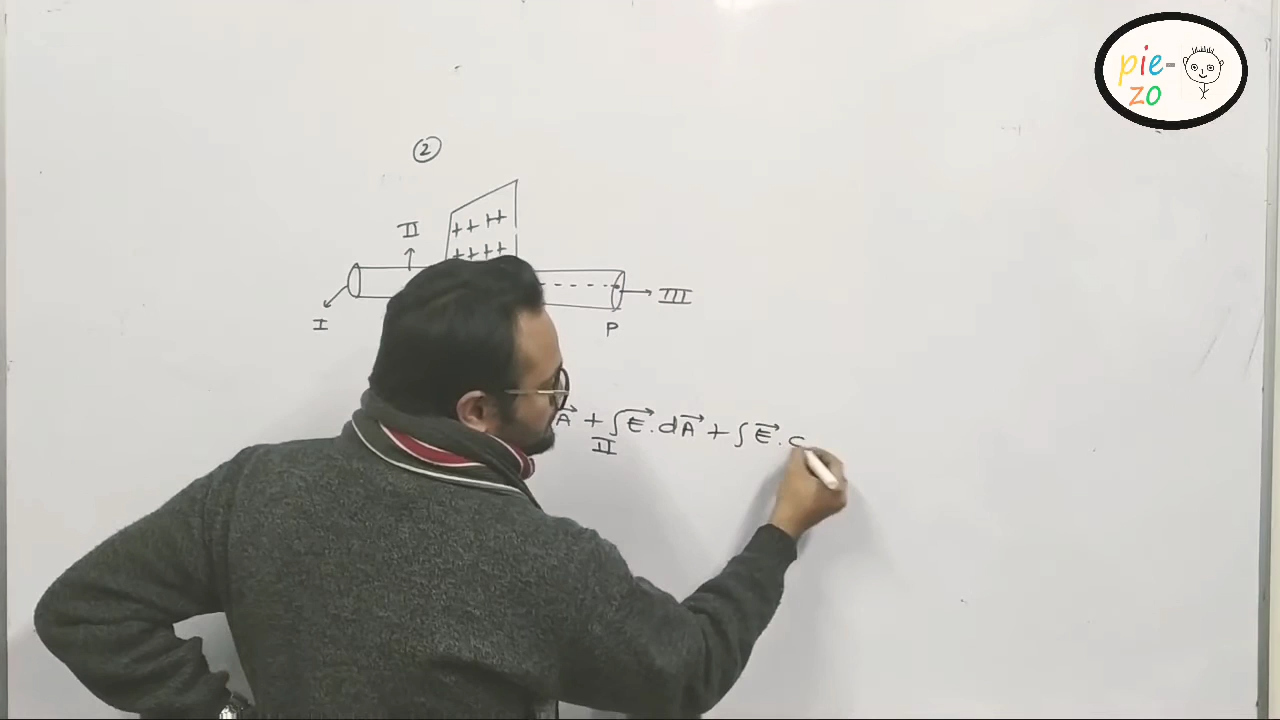 pie-
zo
②
++ ++
II
++++
I
III
P
A⃗ + ∫E⃗.dA⃗ + ∫E⃗.
II